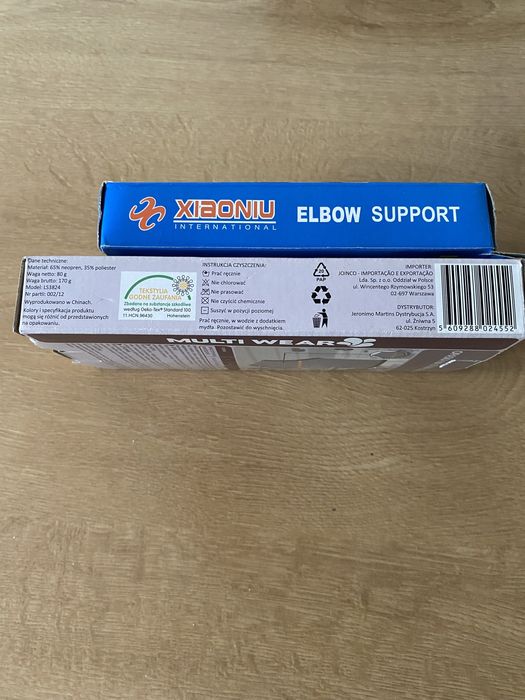 XIAONIU
INTERNATIONAL
ELBOW SUPPORT
Dane techniczne:
Materiał: 65% neopren, 35% poliester
Waga netto: 80 g
Waga brutto: 170 g
Model: LS3824
Nr partii: 002/12
Wyprodukowano w Chinach.
Kolory i specyfikacja produktu
mogą się różnić od przedstawionych
na opakowaniu.
TEKSTYLIA
GODNE ZAUFANIA
Zbadano na substancje szkodliwe
według Oeko-Tex® Standard 100
11.HCN.96430 Hohenstein
INSTRUKCJA CZYSZCZENIA:
Prać ręcznie
Nie chlorować
Nie prasować
Nie czyścić chemicznie
Suszyć w pozycji poziomej
Prać ręcznie, w wodzie z dodatkiem
mydła. Pozostawić do wyschnięcia.
PAP
IMPORTER:
JOINCO - IMPORTAÇÃO E EXPORTAÇÃO
Lda. Sp. z o.o. Oddział w Polsce
ul. Wincentego Rzymowskiego 53
02-697 Warszawa
DYSTRYBUTOR:
Jeronimo Martins Dystrybucja S.A.
ul. Żniwna 5
62-025 Kostrzyn
5 609288 024552
MULTI WEAR